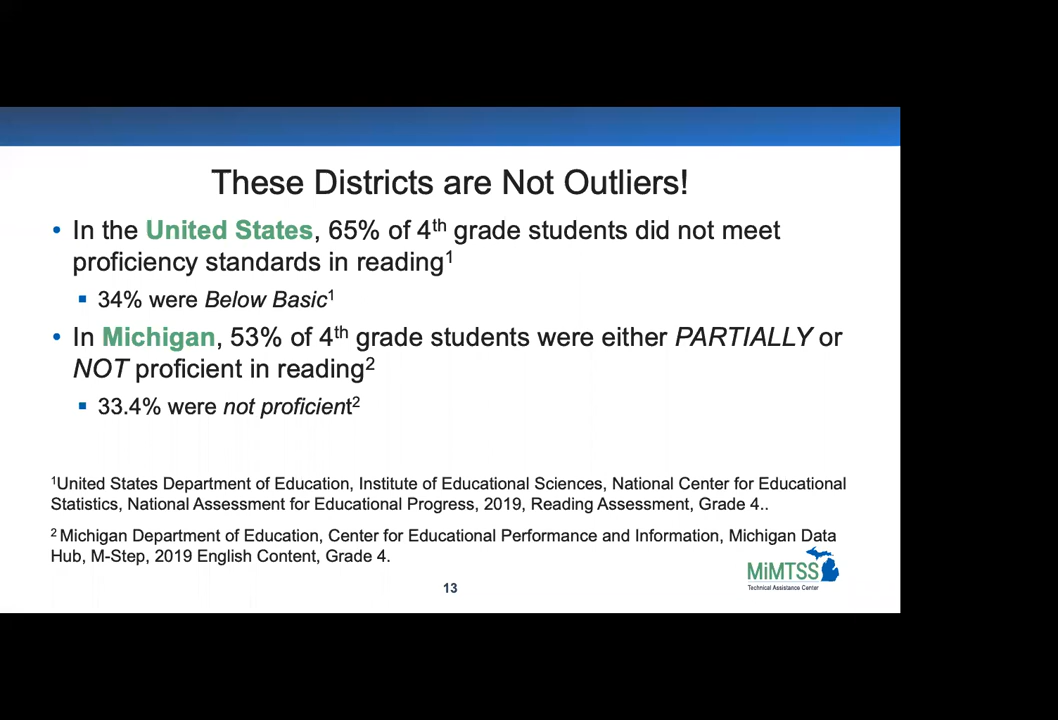 These Districts are Not Outliers!
• In the United States, 65% of 4th grade students did not meet
proficiency standards in reading1
▪ 34% were Below Basic1
• In Michigan, 53% of 4th grade students were either PARTIALLY or
NOT proficient in reading2
▪ 33.4% were not proficient2
1United States Department of Education, Institute of Educational Sciences, National Center for Educational
Statistics, National Assessment for Educational Progress, 2019, Reading Assessment, Grade 4..
2 Michigan Department of Education, Center for Educational Performance and Information, Michigan Data
Hub, M-Step, 2019 English Content, Grade 4.
MiMTSS
Technical Assistance Center
13